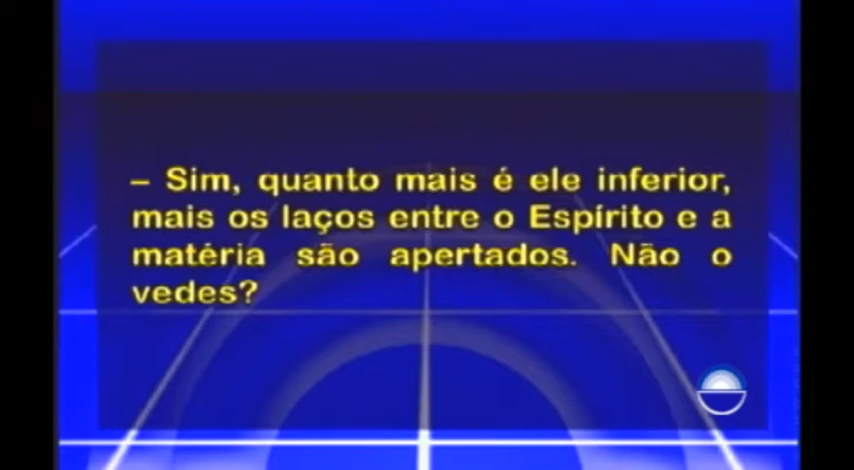 – Sim, quanto mais é ele inferior,
mais os laços entre o Espírito e a
matéria são apertados. Não o
vedes?